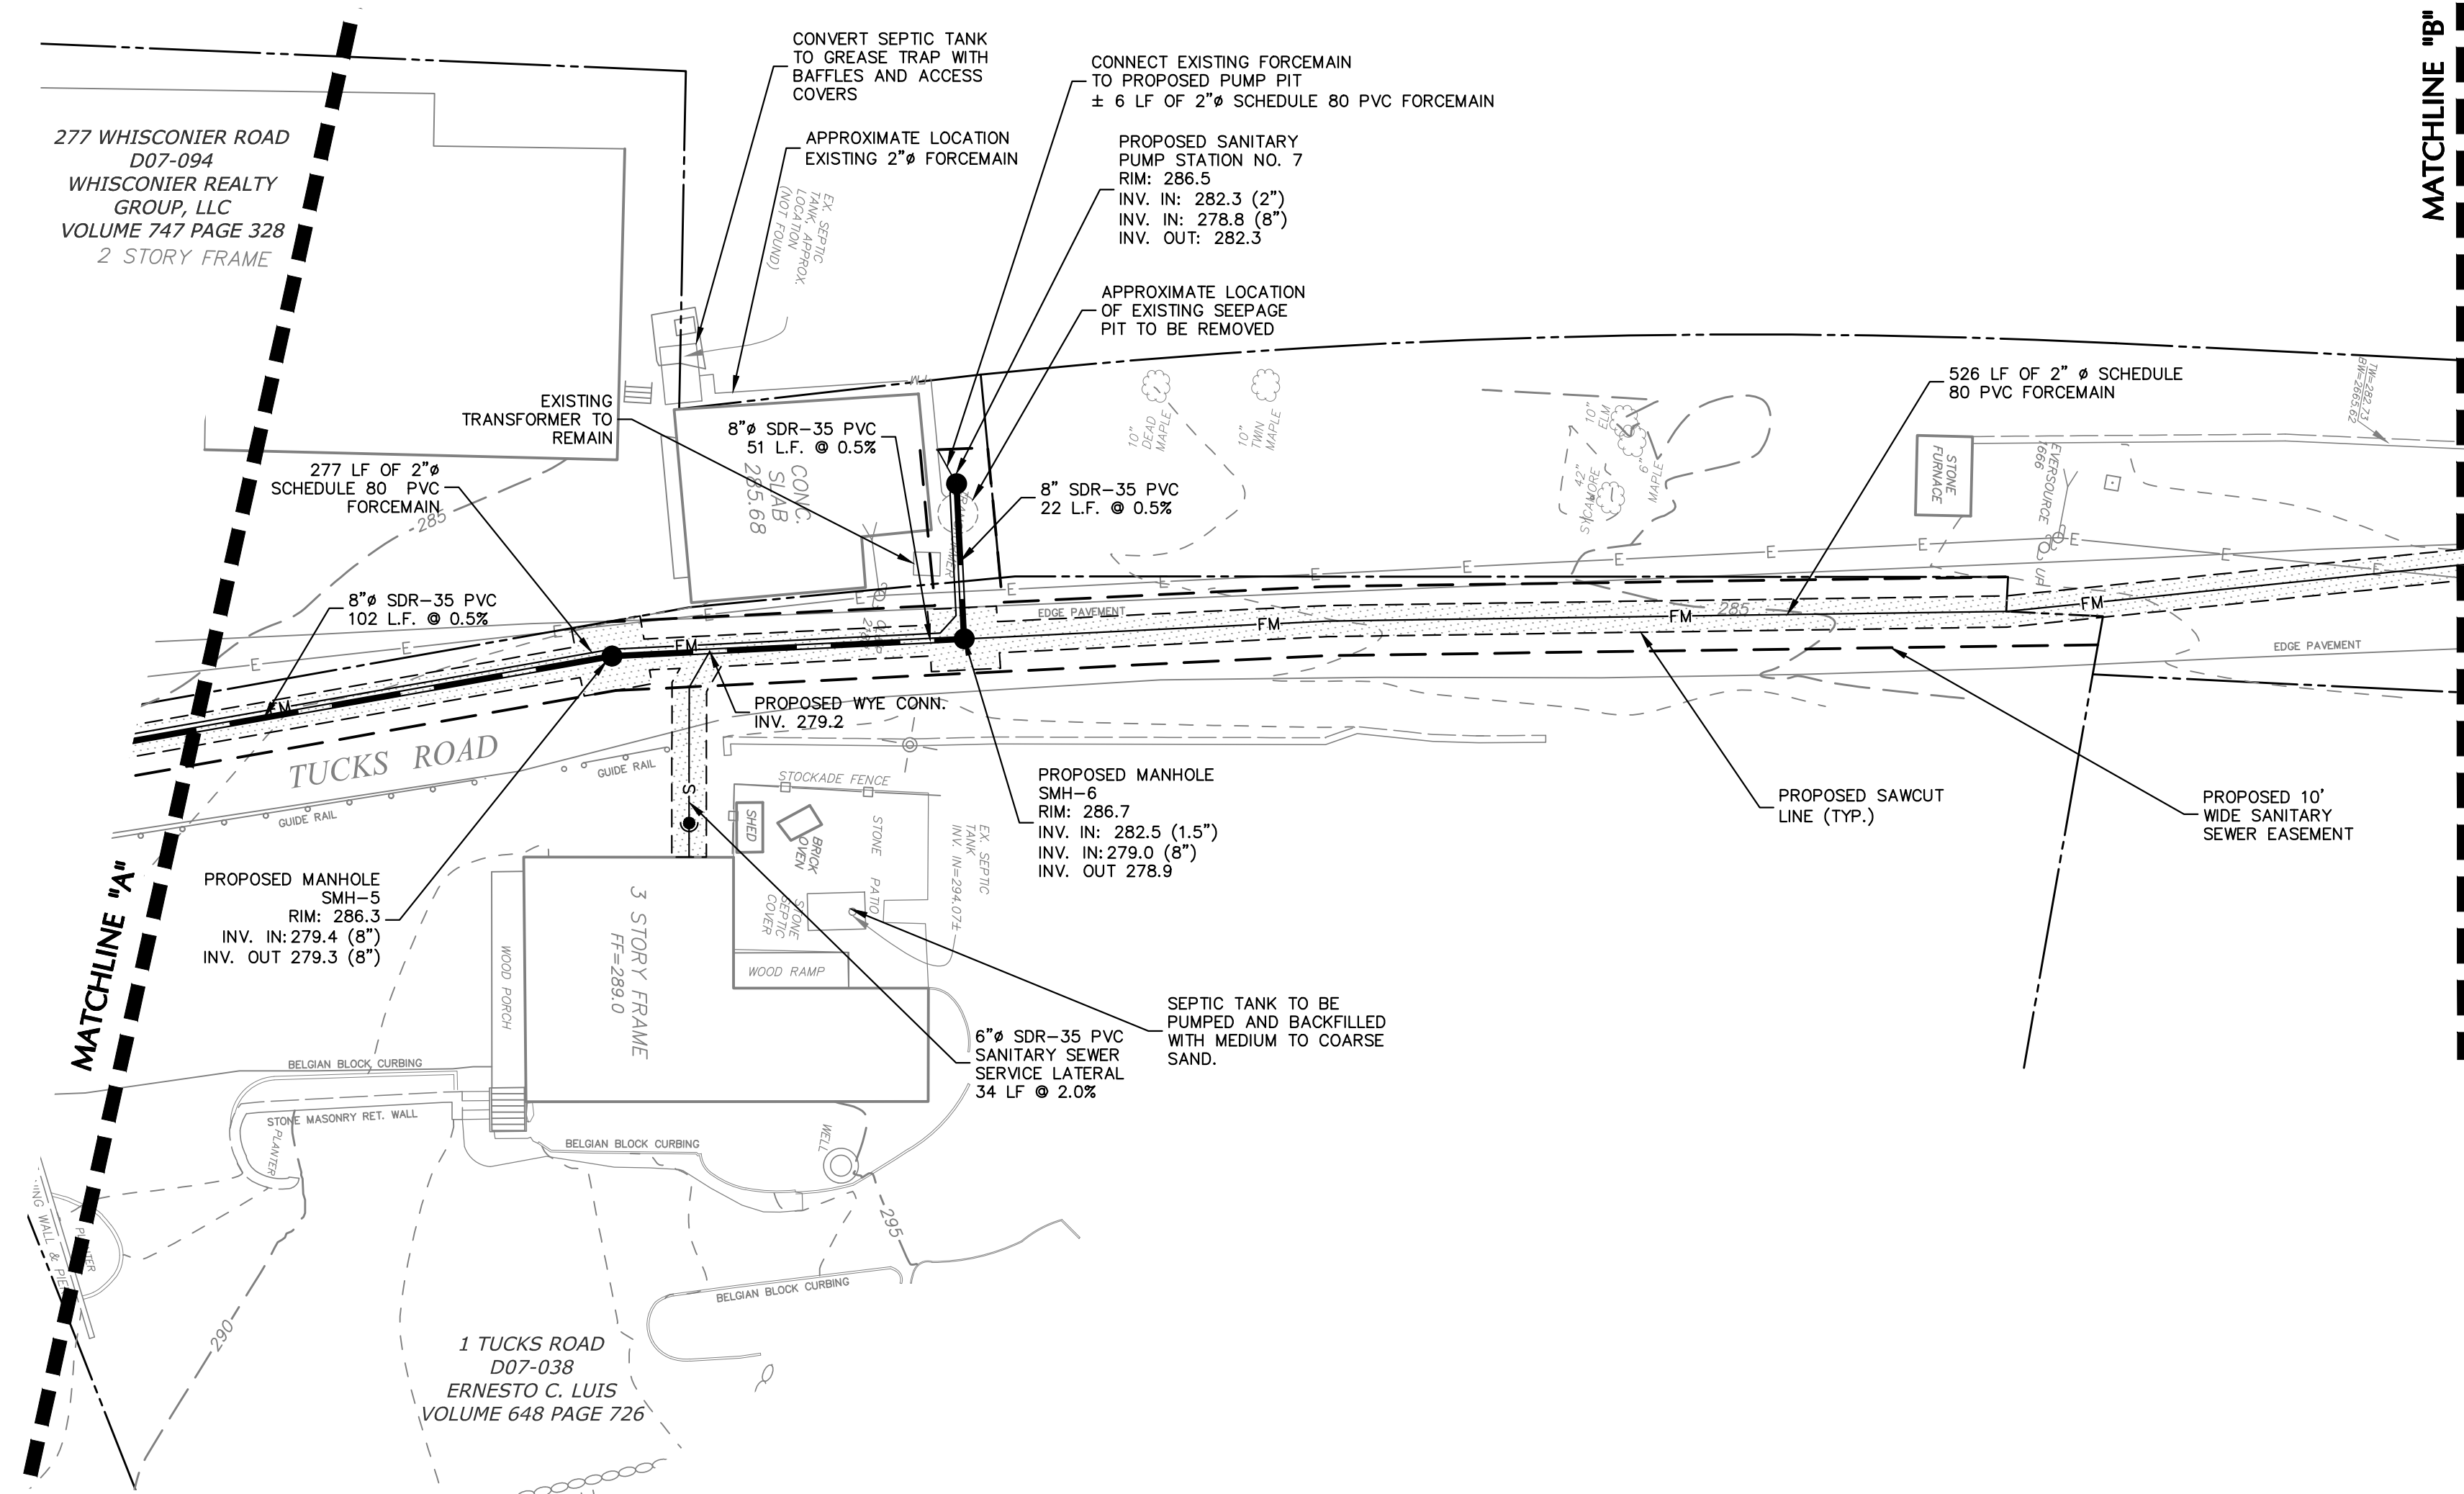 277 WHISCONIER ROAD
D07-094
WHISCONIER REALTY
GROUP, LLC
VOLUME 747 PAGE 328
2 STORY FRAME
CONVERT SEPTIC TANK
TO GREASE TRAP WITH
BAFFLES AND ACCESS
COVERS
APPROXIMATE LOCATION
EXISTING 2"ø FORCEMAIN
EX. SEPTIC
TANK, APPROX.
LOCATION
(NOT FOUND)
CONNECT EXISTING FORCEMAIN
TO PROPOSED PUMP PIT
± 6 LF OF 2"ø SCHEDULE 80 PVC FORCEMAIN
PROPOSED SANITARY
PUMP STATION NO. 7
RIM: 286.5
INV. IN: 282.3 (2")
INV. IN: 278.8 (8")
INV. OUT: 282.3
APPROXIMATE LOCATION
OF EXISTING SEEPAGE
PIT TO BE REMOVED
MATCHLINE "B"
526 LF OF 2" ø SCHEDULE
80 PVC FORCEMAIN
TW=282.73
EXISTING
TRANSFORMER TO
REMAIN
8"ø SDR-35 PVC
51 L.F. @ 0.5%
FM
CONC.
SLAB
285.68
8" SDR-35 PVC
22 L.F. @ 0.5%
10"
DEAD
MAPLE
10"
TWIN
MAPLE
10"
ELM
6"
MAPLE
42"
SYCAMORE
STONE
FURNACE
EVERSOURCE
1666
UP
277 LF OF 2"ø
SCHEDULE 80 PVC
FORCEMAIN
285
8"ø SDR-35 PVC
102 L.F. @ 0.5%
E
E
E
E
E
E
E
E
E
E
E
E
E
E
EDGE PAVEMENT
285
FM
FM
FM
FM
FM
EDGE PAVEMENT
TUCKS ROAD
GUIDE RAIL
GUIDE RAIL
PROPOSED WYE CONN.
INV. 279.2
STOCKADE FENCE
S
SHED
BRICK
OVEN
STONE PATIO
EX. SEPTIC
TANK
INV. IN=294.07±
STONE
SEPTIC
COVER
WOOD RAMP
PROPOSED MANHOLE
SMH-6
RIM: 286.7
INV. IN: 282.5 (1.5")
INV. IN: 279.0 (8")
INV. OUT 278.9
PROPOSED SAWCUT
LINE (TYP.)
PROPOSED 10'
WIDE SANITARY
SEWER EASEMENT
PROPOSED MANHOLE
SMH-5
RIM: 286.3
INV. IN: 279.4 (8")
INV. OUT 279.3 (8")
MATCHLINE "A"
WOOD PORCH
3 STORY FRAME
FF=289.0
SEPTIC TANK TO BE
PUMPED AND BACKFILLED
WITH MEDIUM TO COARSE
SAND.
6"ø SDR-35 PVC
SANITARY SEWER
SERVICE LATERAL
34 LF @ 2.0%
BELGIAN BLOCK CURBING
STONE MASONRY RET. WALL
PLANTER
BELGIAN BLOCK CURBING
WELL
295
290
BELGIAN BLOCK CURBING
1 TUCKS ROAD
D07-038
ERNESTO C. LUIS
VOLUME 648 PAGE 726